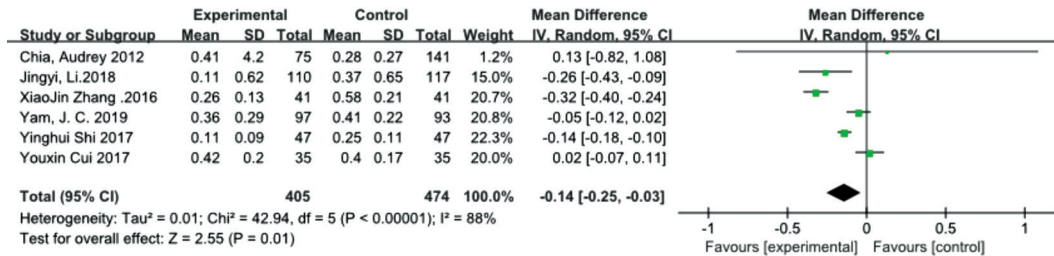 Experimental Control Mean Difference Mean Difference
Study or Subgroup Mean SD Total Mean SD Total Weight IV, Random, 95% CI IV, Random, 95% CI
Chia, Audrey 2012 0.41 4.2 75 0.28 0.27 141 1.2% 0.13 [-0.82, 1.08]
Jingyi, Li.2018 0.11 0.62 110 0.37 0.65 117 15.0% -0.26 [-0.43, -0.09]
XiaoJin Zhang .2016 0.26 0.13 41 0.58 0.21 41 20.7% -0.32 [-0.40, -0.24]
Yam, J. C. 2019 0.36 0.29 97 0.41 0.22 93 20.8% -0.05 [-0.12, 0.02]
Yinghui Shi 2017 0.11 0.09 47 0.25 0.11 47 22.3% -0.14 [-0.18, -0.10]
Youxin Cui 2017 0.42 0.2 35 0.4 0.17 35 20.0% 0.02 [-0.07, 0.11]
Total (95% CI) 405 474 100.0% -0.14 [-0.25, -0.03]
Heterogeneity: Tau² = 0.01; Chi² = 42.94, df = 5 (P < 0.00001); I² = 88%
Test for overall effect: Z = 2.55 (P = 0.01)
-1 -0.5 0 0.5 1
Favours [experimental] Favours [control]